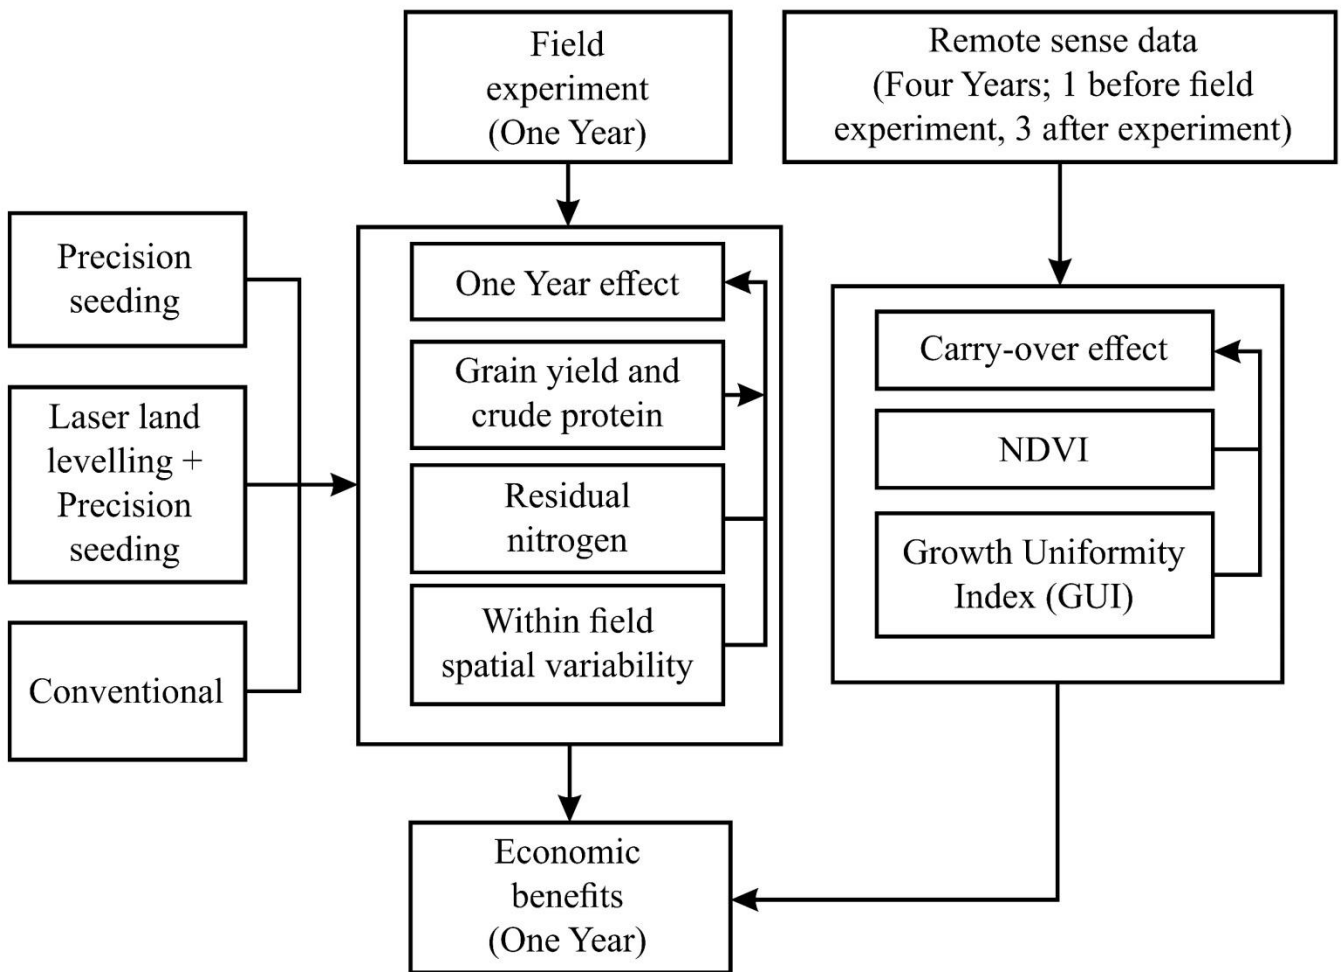 Field
experiment
(One Year)
Remote sense data
(Four Years; 1 before field
experiment, 3 after experiment)
Precision
seeding
Laser land
levelling +
Precision
seeding
Conventional
One Year effect
Grain yield and
crude protein
Residual
nitrogen
Within field
spatial variability
Carry-over effect
NDVI
Growth Uniformity
Index (GUI)
Economic
benefits
(One Year)